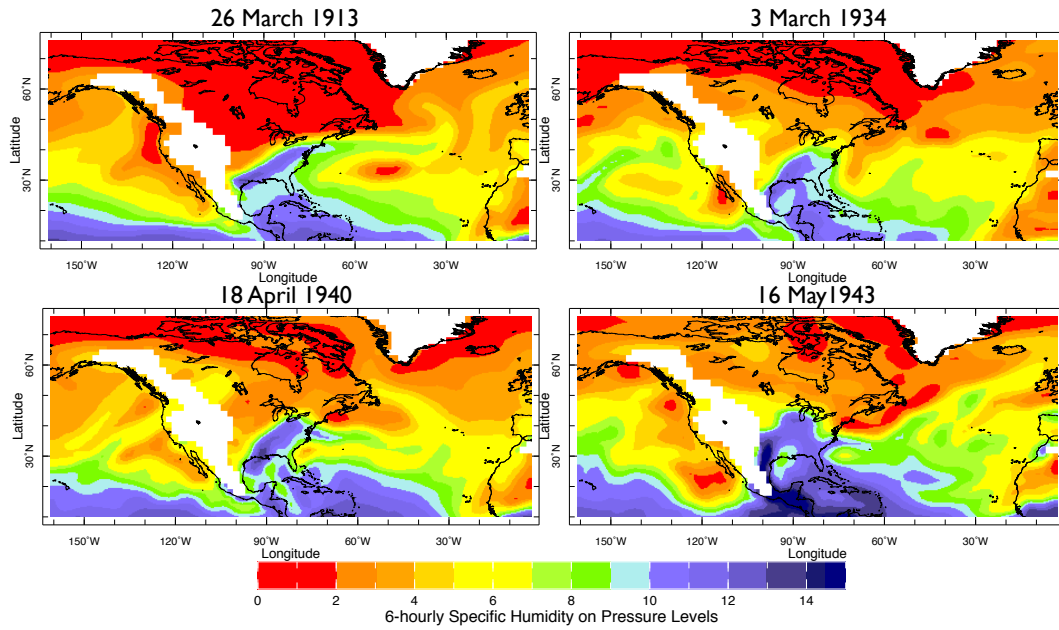 26 March 1913
3 March 1934
Latitude
60˚N
30˚N
150˚W 120˚W 90˚W 60˚W 30˚W
Longitude
Latitude
60˚N
30˚N
150˚W 120˚W 90˚W 60˚W 30˚W
Longitude
18 April 1940
16 May1943
Latitude
60˚N
30˚N
150˚W 120˚W 90˚W 60˚W 30˚W
Longitude
Latitude
60˚N
30˚N
150˚W 120˚W 90˚W 60˚W 30˚W
Longitude
0 2 4 6 8 10 12 14
6-hourly Specific Humidity on Pressure Levels